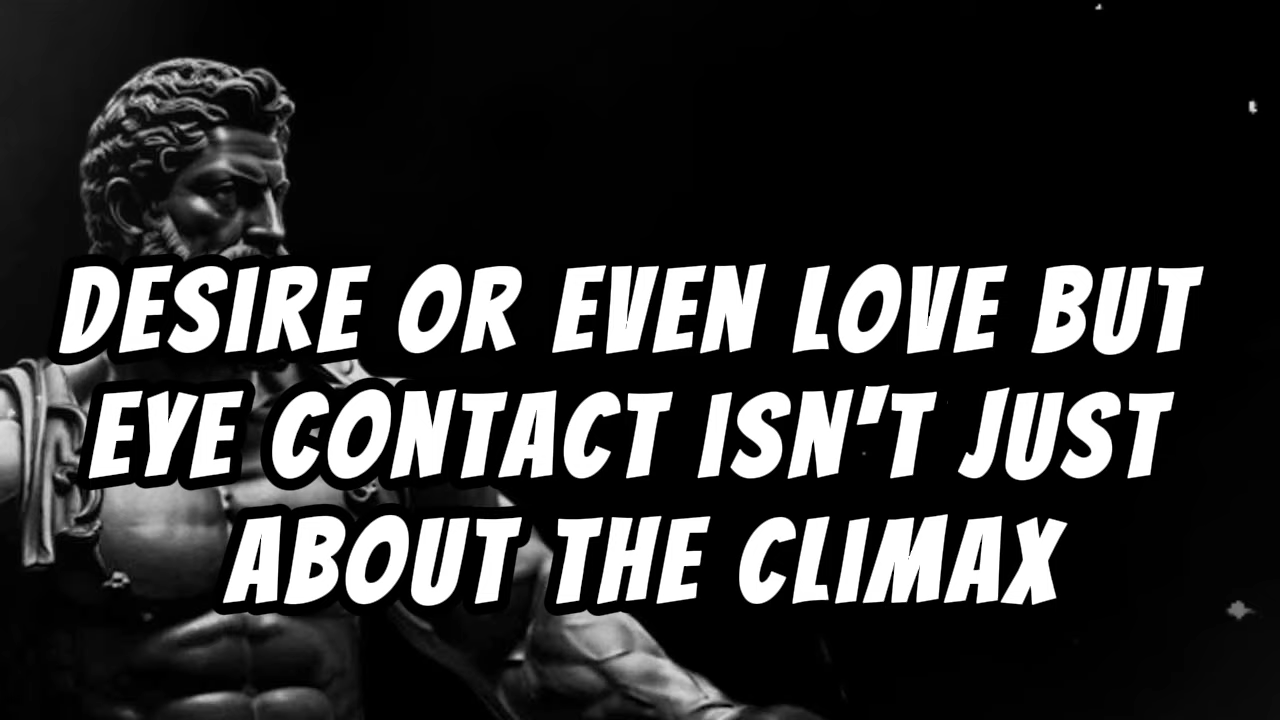 DESIRE OR EVEN LOVE BUT
EYE CONTACT ISN'T JUST
ABOUT THE CLIMAX